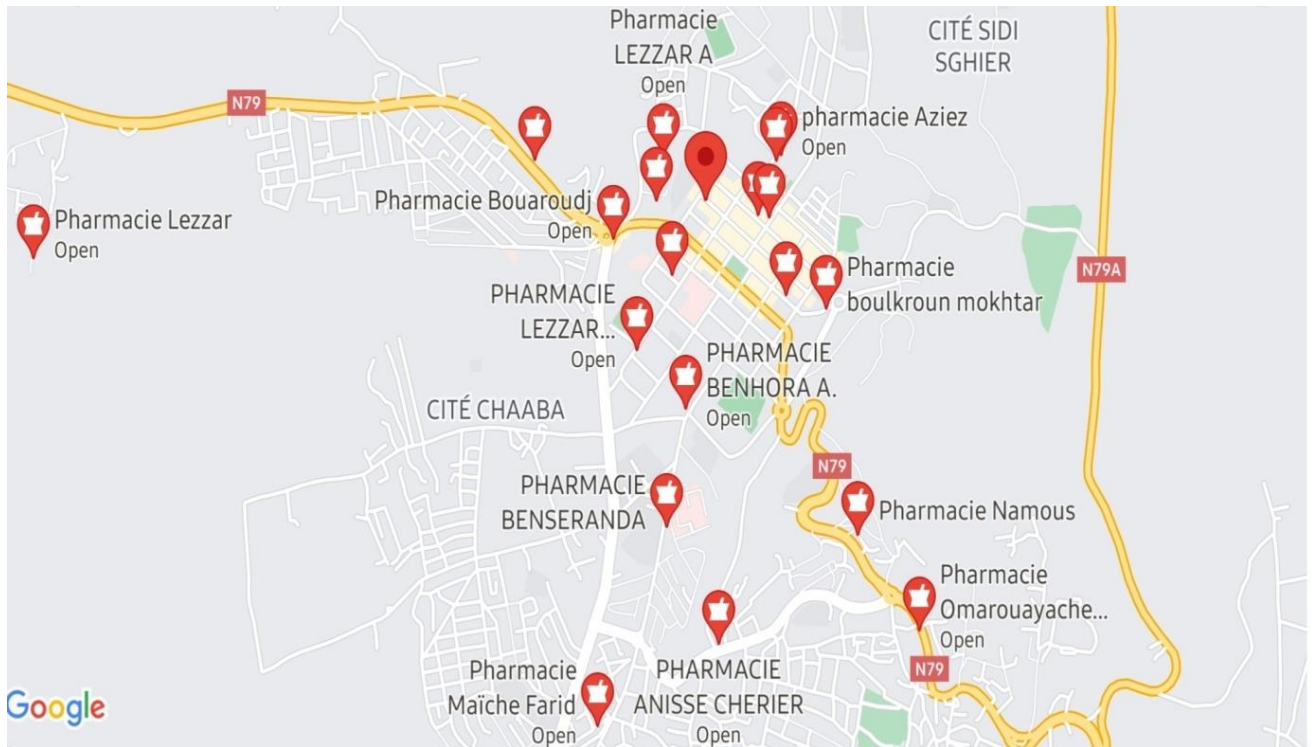 Pharmacie
LEZZAR A
Open
CITÉ SIDI
SGHIER
N79
pharmacie Aziez
Open
Pharmacie Bouaroudj
Open
Pharmacie Lezzar
Open
N79A
Pharmacie
boulkroun mokhtar
PHARMACIE
LEZZAR...
Open
PHARMACIE
BENHORA A.
Open
CITÉ CHAABA
N79
PHARMACIE
BENSERANDA
Pharmacie Namous
Pharmacie
Omarouayache...
Open
N79
Pharmacie
Maïche Farid
Open
PHARMACIE
ANISSE CHERIER
Open
Google